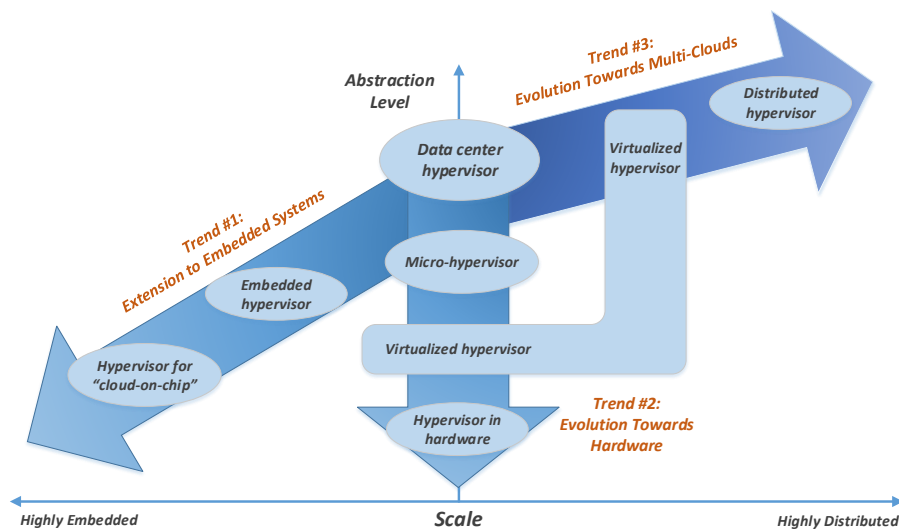 Trend #3:
Evolution Towards Multi-Clouds
Abstraction
Level
Distributed
hypervisor
Data center
hypervisor
Virtualized
hypervisor
Trend #1:
Extension to Embedded Systems
Micro-hypervisor
Embedded
hypervisor
Virtualized hypervisor
Hypervisor for
“cloud-on-chip”
Trend #2:
Evolution Towards
Hardware
Hypervisor in
hardware
Highly Embedded
Scale
Highly Distributed